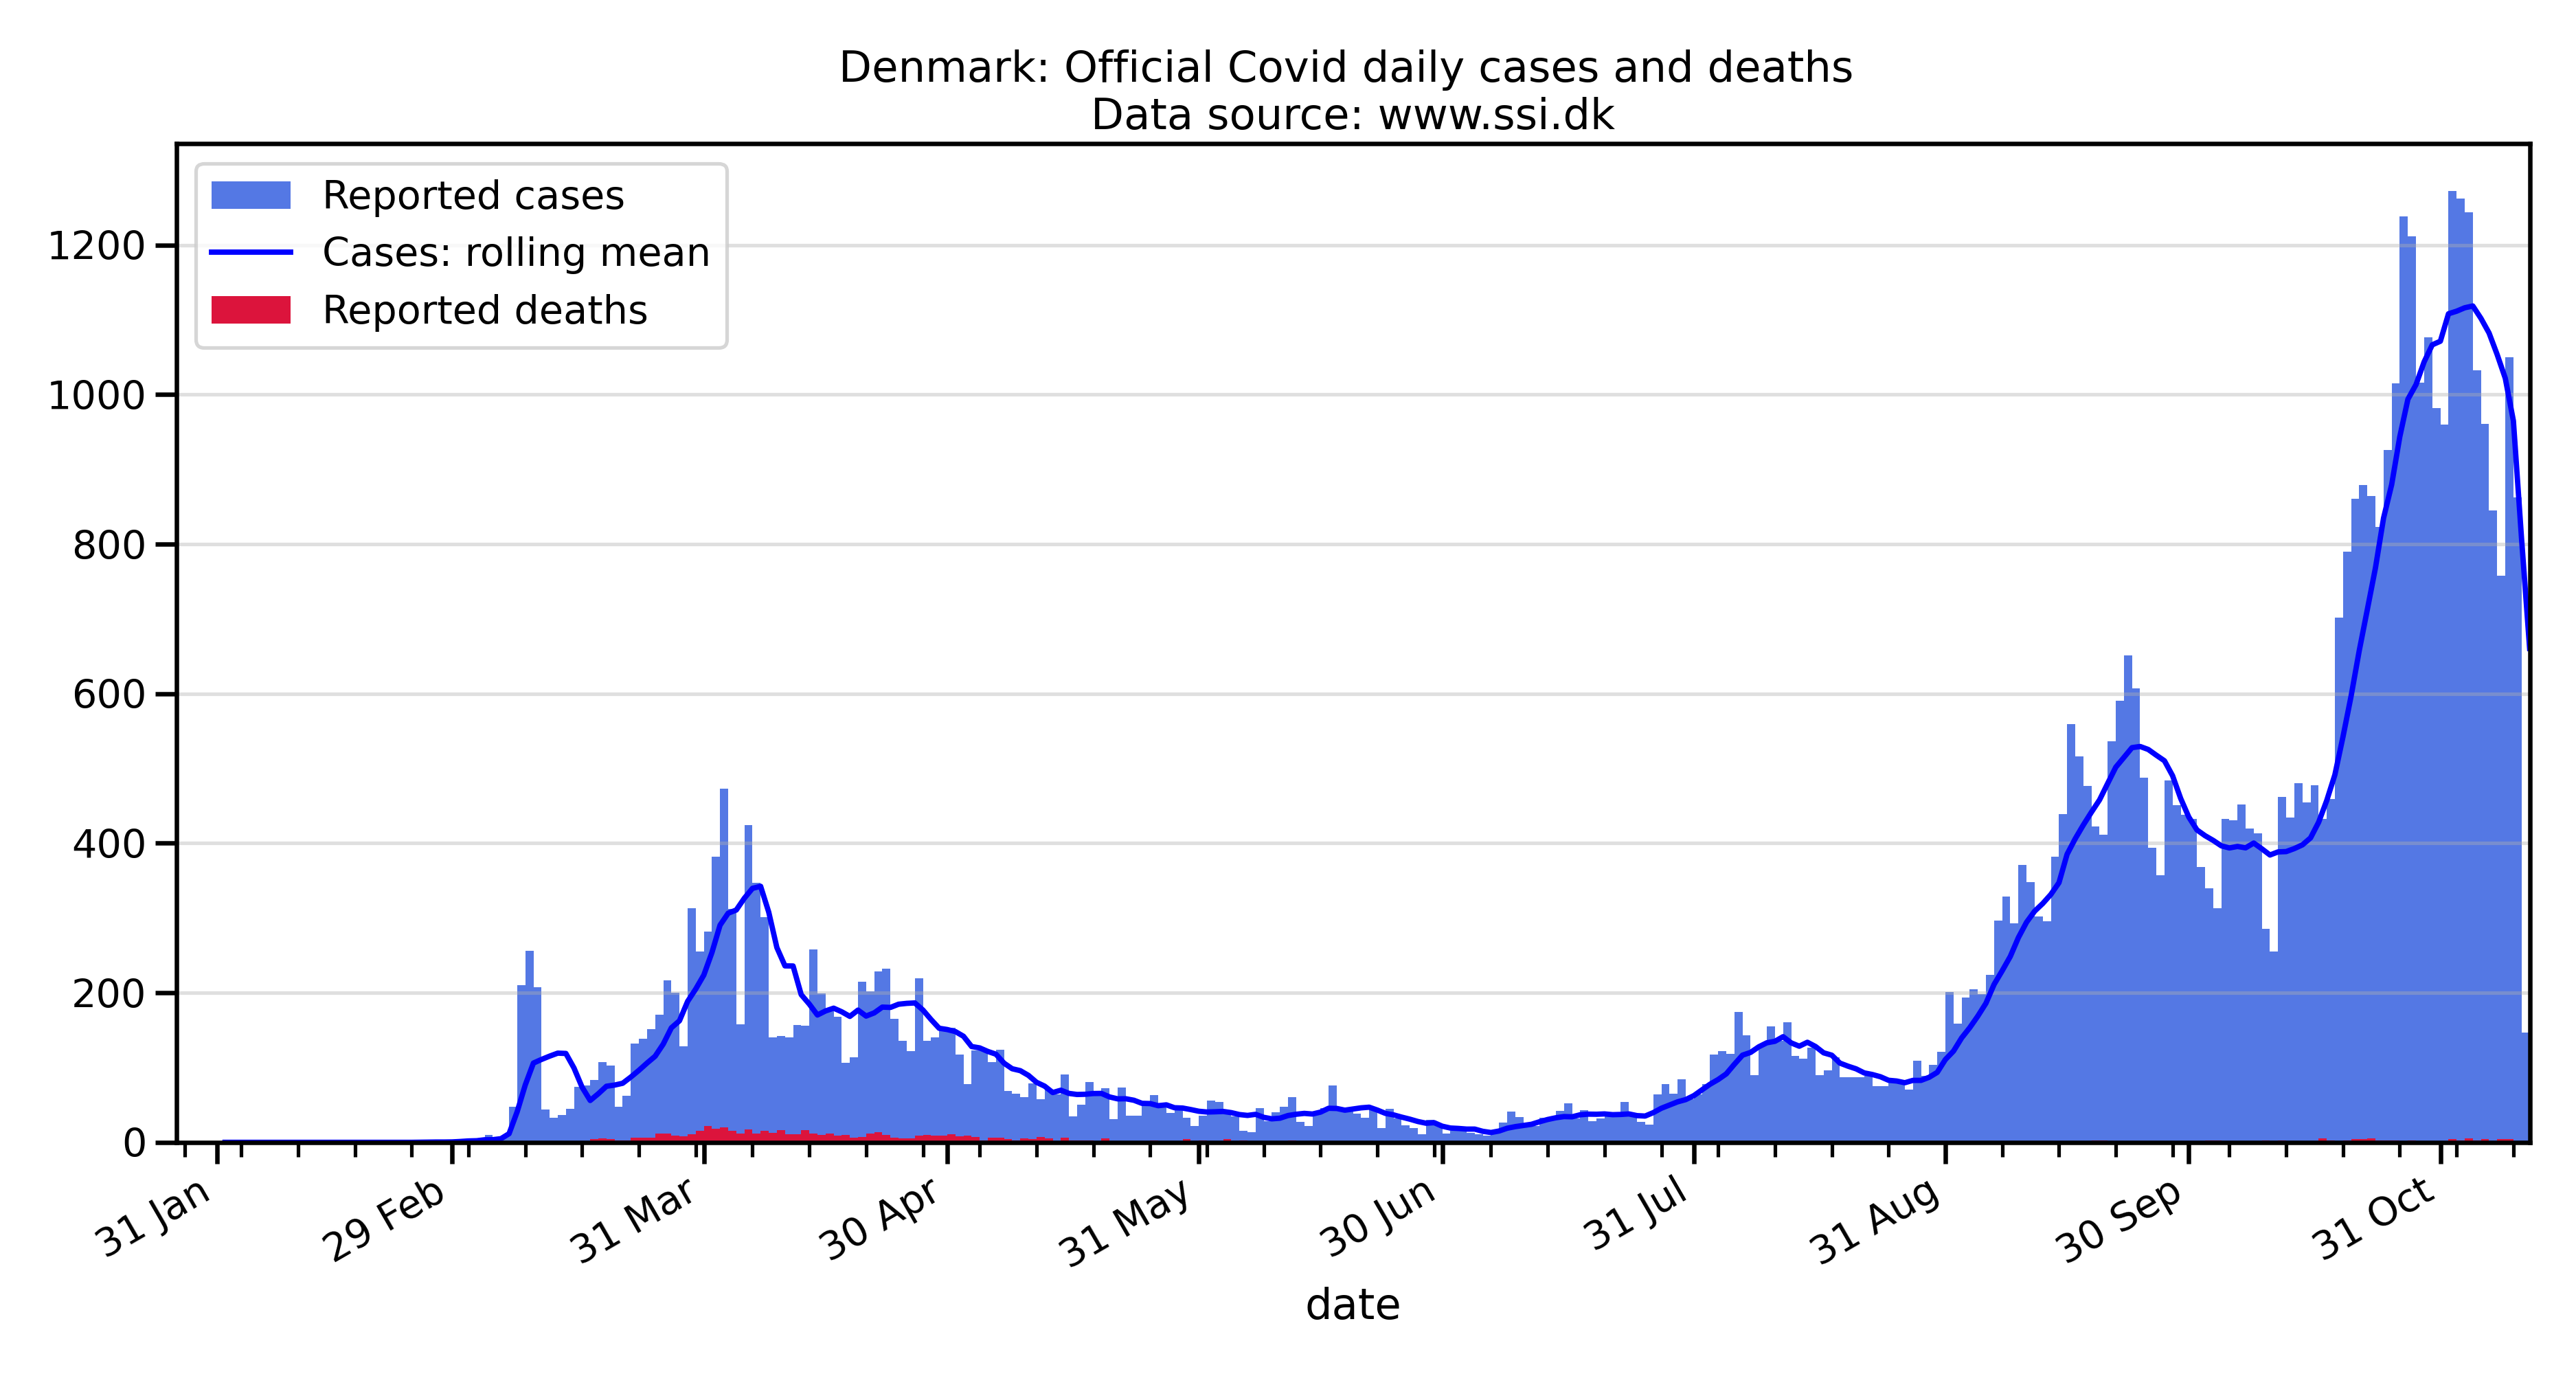 Denmark: Official Covid daily cases and deaths
Data source: www.ssi.dk
Reported cases
Cases: rolling mean
Reported deaths
1200
1000
800
600
400
200
0
31 Jan
29 Feb
31 Mar
30 Apr
31 May
30 Jun
31 Jul
31 Aug
30 Sep
31 Oct
date